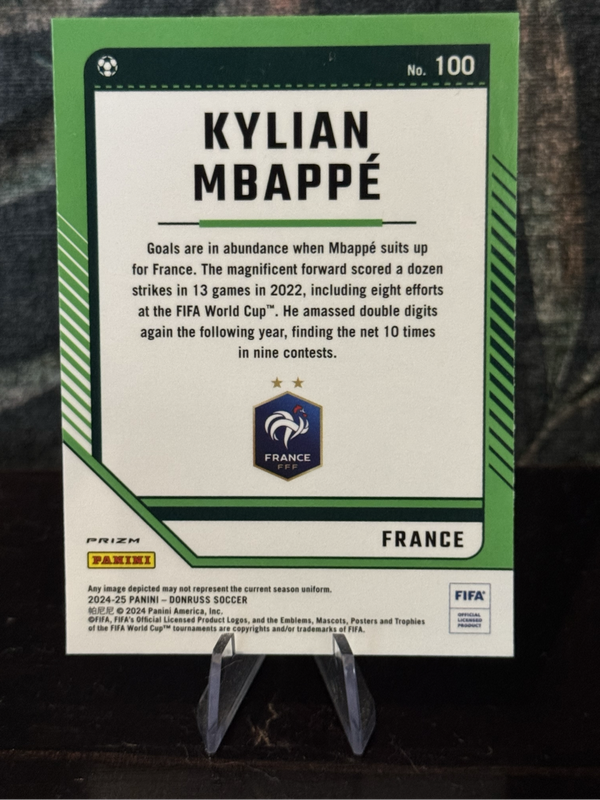 No. 100
KYLIAN
MBAPPÉ
Goals are in abundance when Mbappé suits up
for France. The magnificent forward scored a dozen
strikes in 13 games in 2022, including eight efforts
at the FIFA World Cup™. He amassed double digits
again the following year, finding the net 10 times
in nine contests.
FRANCE
FFF
FRANCE
PRIZM
PANINI
Any image depicted may not represent the current season uniform.
2024-25 PANINI – DONRUSS SOCCER
帕尼尼 © 2024 Panini America, Inc.
©FIFA, FIFA's Official Licensed Product Logos, and the Emblems, Mascots, Posters and Trophies
of the FIFA World Cup™ tournaments are copyrights and/or trademarks of FIFA.
FIFA®
OFFICIAL
LICENSED
PRODUCT